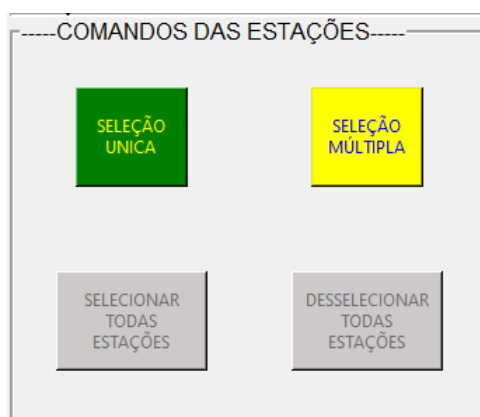 -----COMANDOS DAS ESTAÇÕES-----
SELEÇÃO
UNICA
SELEÇÃO
MÚLTIPLA
SELECIONAR
TODAS
ESTAÇÕES
DESSELECIONAR
TODAS
ESTAÇÕES